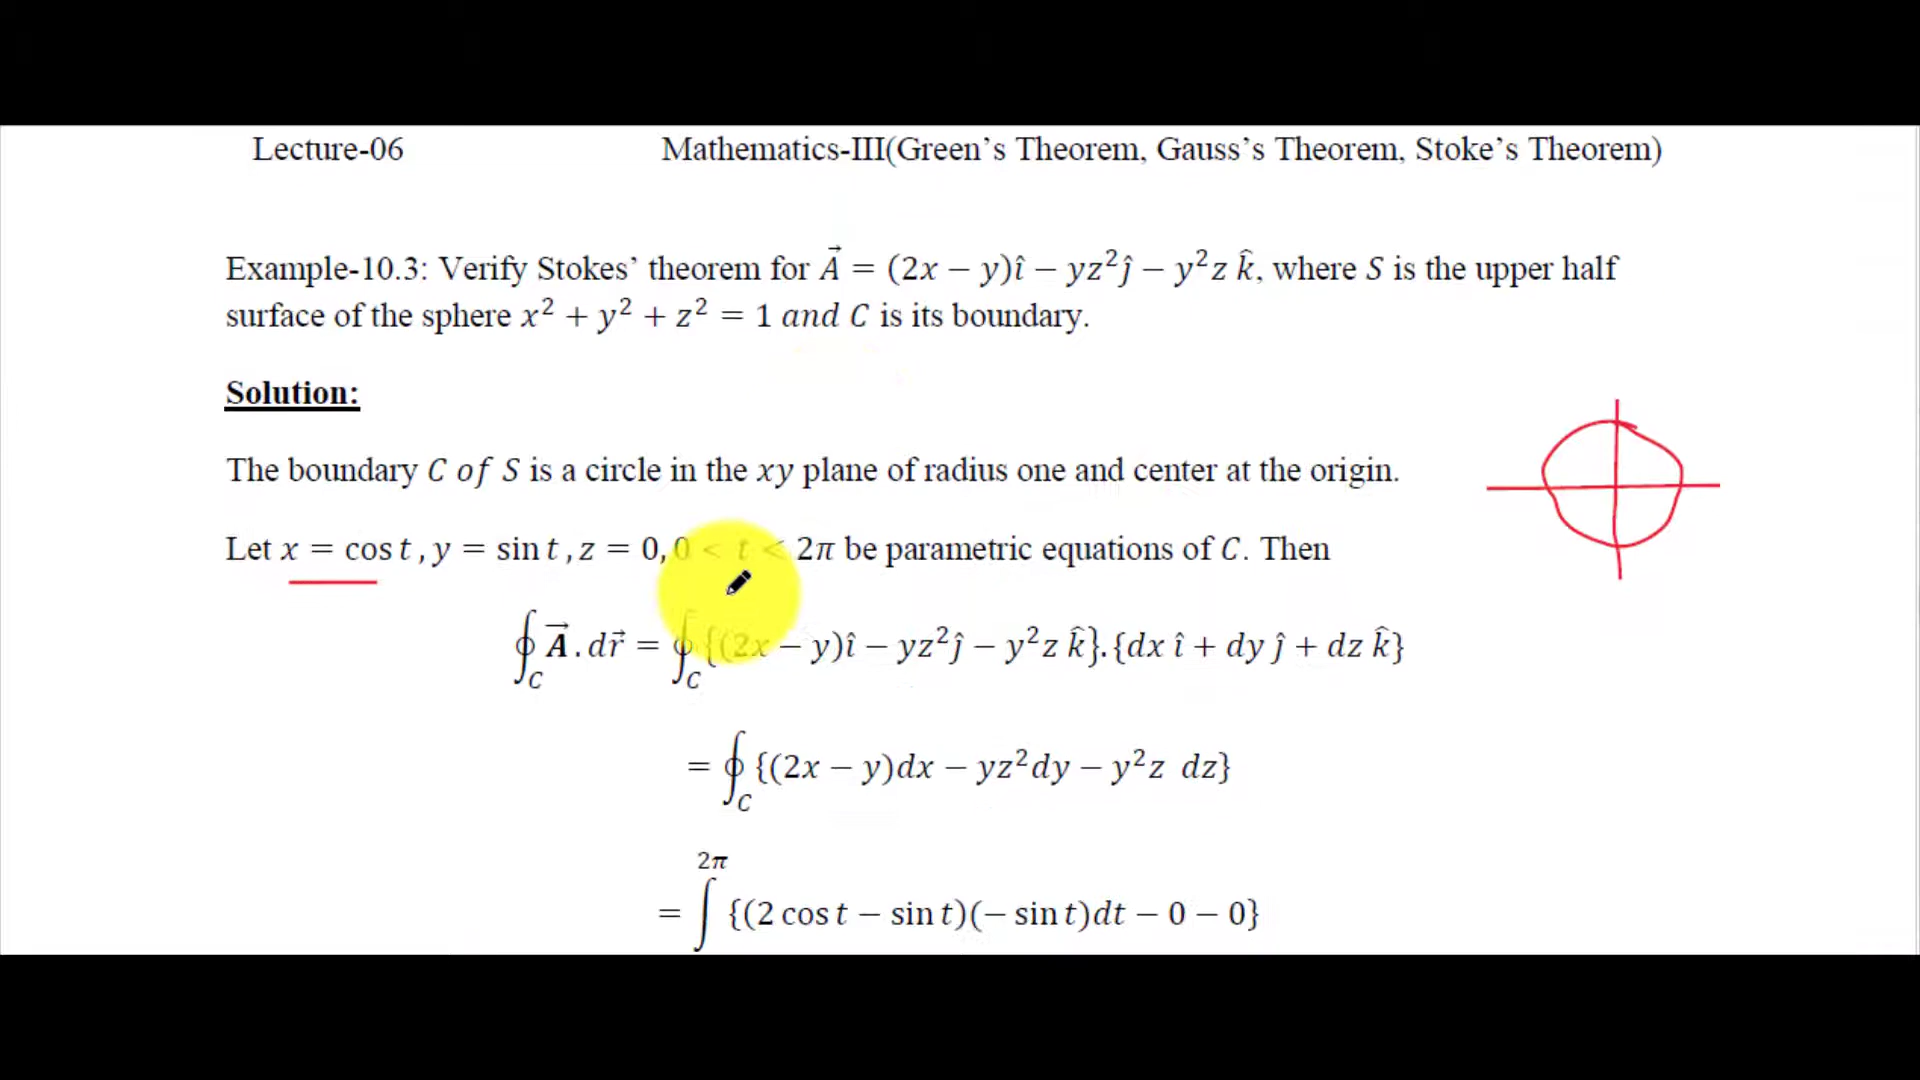 Lecture-06 Mathematics-III(Green’s Theorem, Gauss’s Theorem, Stoke’s Theorem)
Example-10.3: Verify Stokes’ theorem for A⃗ = (2x − y)î − yz²ĵ − y²z k̂, where S is the upper half
surface of the sphere x² + y² + z² = 1 and C is its boundary.
Solution:
The boundary C of S is a circle in the xy plane of radius one and center at the origin.
Let x = cos t , y = sin t , z = 0, 0 < t < 2π be parametric equations of C. Then
∮_C A⃗ . dr⃗ = ∮_C {(2x − y)î − yz²ĵ − y²z k̂}. {dx î + dy ĵ + dz k̂}
= ∮_C {(2x − y)dx − yz²dy − y²z dz}
= ∫^2π {(2 cos t − sin t)(− sin t)dt − 0 − 0}